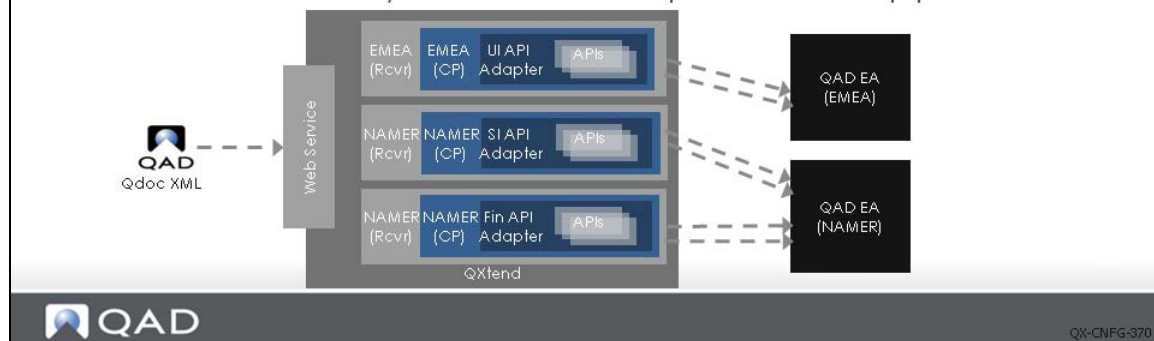 EMEA EMEA UI API APIs
(Rcvr) (CP) Adapter
QAD EA
(EMEA)
Web Service
NAMER NAMER SI API APIs
(Rcvr) (CP) Adapter
QAD
Qdoc XML
NAMER NAMER Fin API APIs
(Rcvr) (CP) Adapter
QAD EA
(NAMER)
QXtend
QAD
QX-CNFG-370